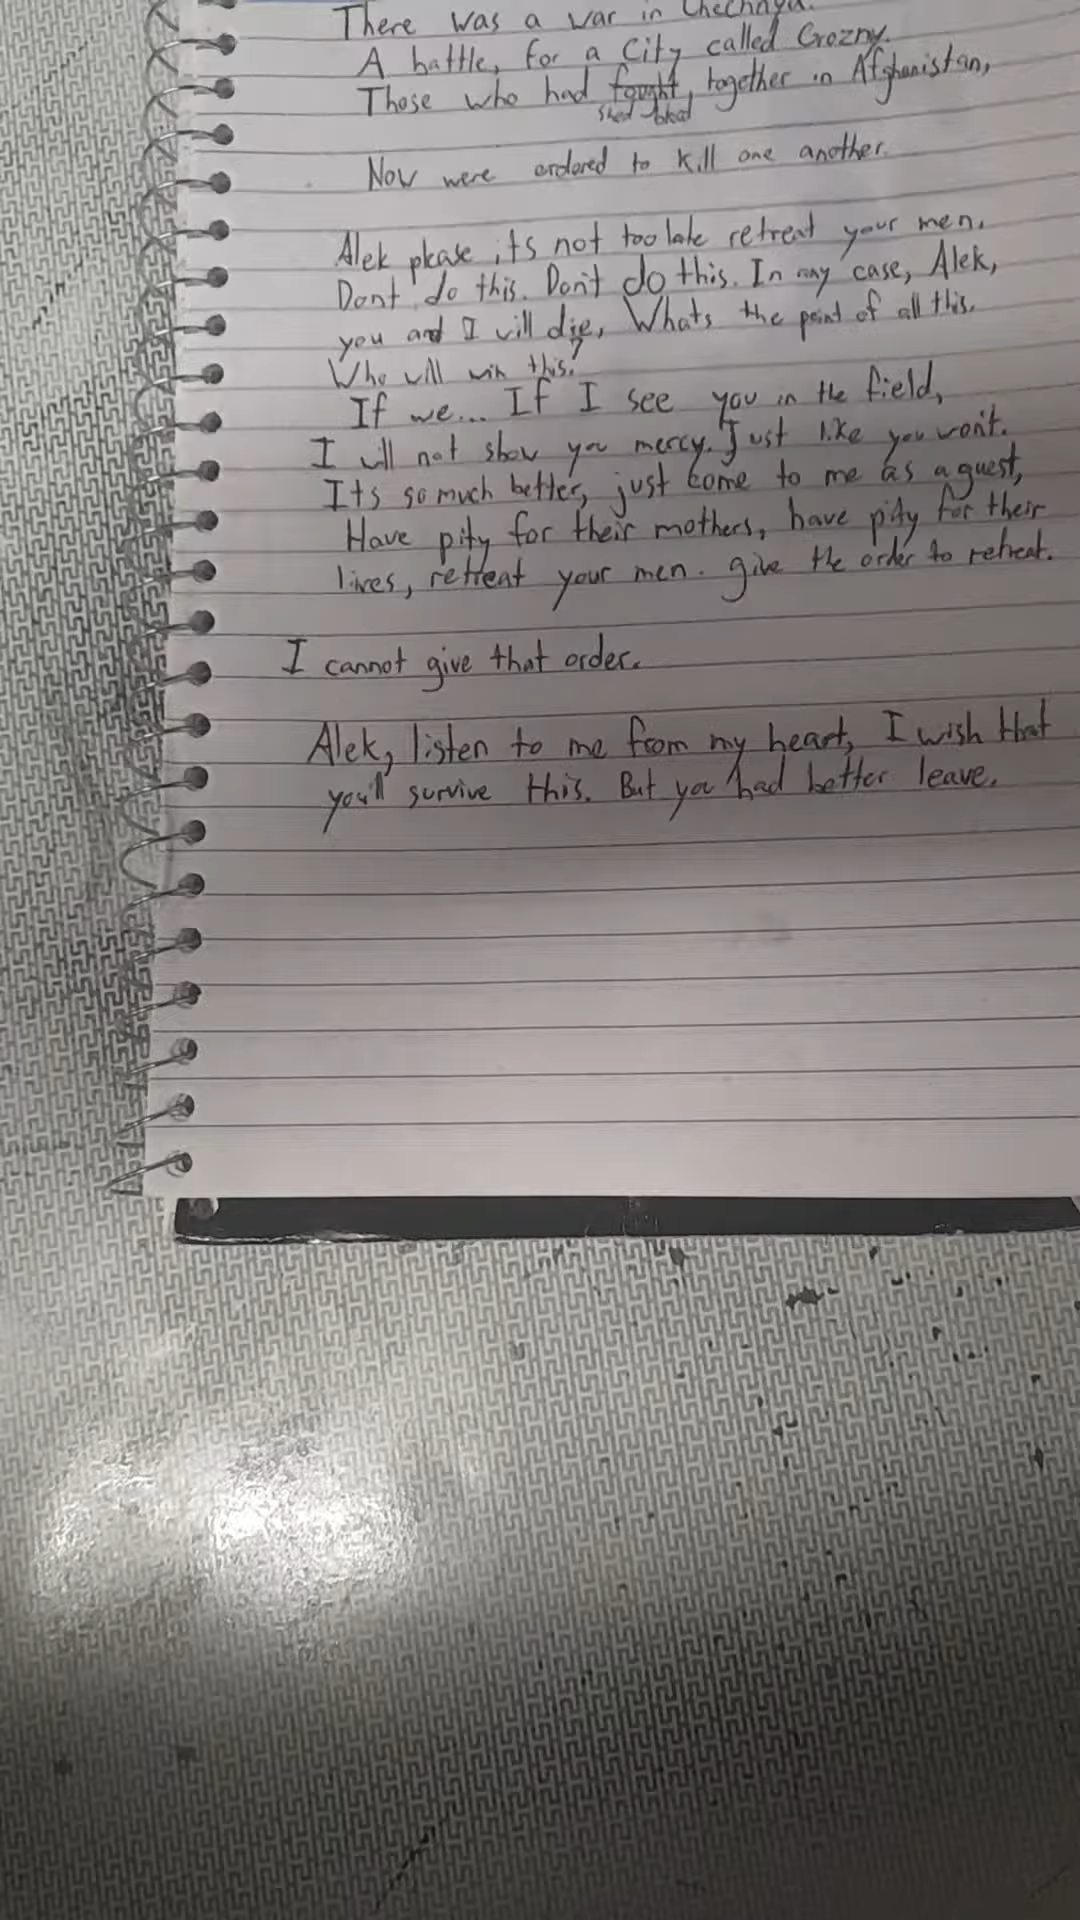 There was a war in Chechnya.
A battle, for a City called Grozny.
Those who had fought, together in Afghanistan,
shed blood
Now were ordored to kill one another.
Alek please, its not too late retreat your men.
Dont do this. Don't do this. In any case, Alek,
you and I will die, Whats the point of all this.
Who will win this?
If we... If I see you in the field,
I will not show you mercy. Just like you won't.
Its so much better, just come to me as a guest,
Have pity for their mothers, have pity for their
lives, retreat your men. give the order to retreat.
I cannot give that order.
Alek, listen to me from my heart, I wish that
you'll survive this. But you had better leave.